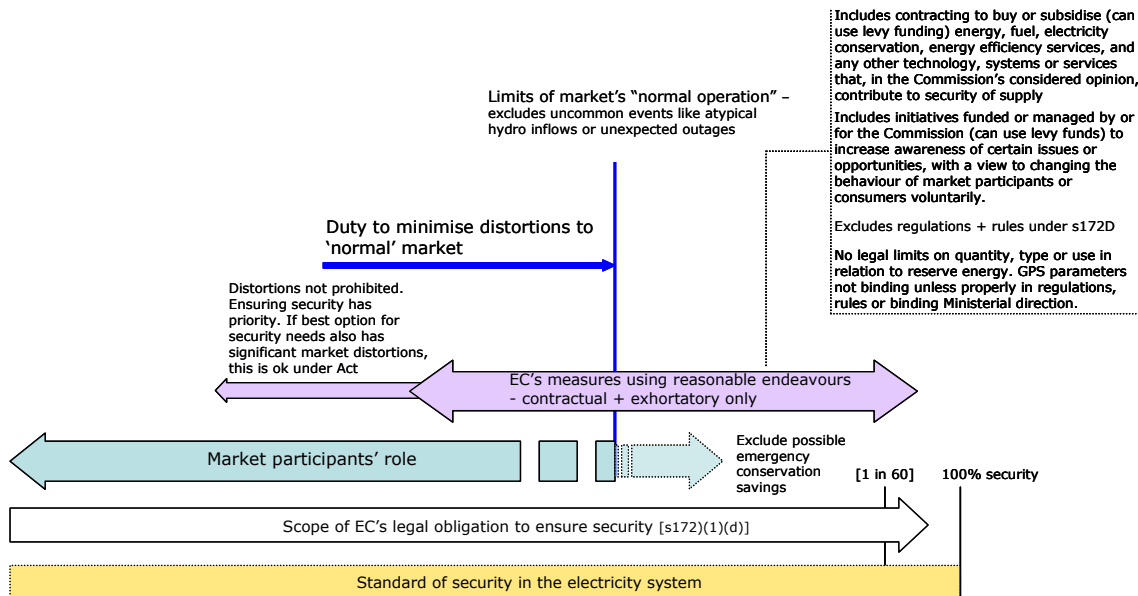 Includes contracting to buy or subsidise (can
use levy funding) energy, fuel, electricity
conservation, energy efficiency services, and
any other technology, systems or services
that, in the Commission’s considered opinion,
contribute to security of supply
Includes initiatives funded or managed by or
for the Commission (can use levy funds) to
increase awareness of certain issues or
opportunities, with a view to changing the
behaviour of market participants or
consumers voluntarily.
Excludes regulations + rules under s172D
No legal limits on quantity, type or use in
relation to reserve energy. GPS parameters
not binding unless properly in regulations,
rules or binding Ministerial direction.
Limits of market’s “normal operation” –
excludes uncommon events like atypical
hydro inflows or unexpected outages
Duty to minimise distortions to
‘normal’ market
Distortions not prohibited.
Ensuring security has
priority. If best option for
security needs also has
significant market distortions,
this is ok under Act
EC’s measures using reasonable endeavours
- contractual + exhortatory only
Market participants’ role
Exclude possible
emergency
conservation
savings
[1 in 60]
100% security
Scope of EC’s legal obligation to ensure security [s172)(1)(d)]
Standard of security in the electricity system